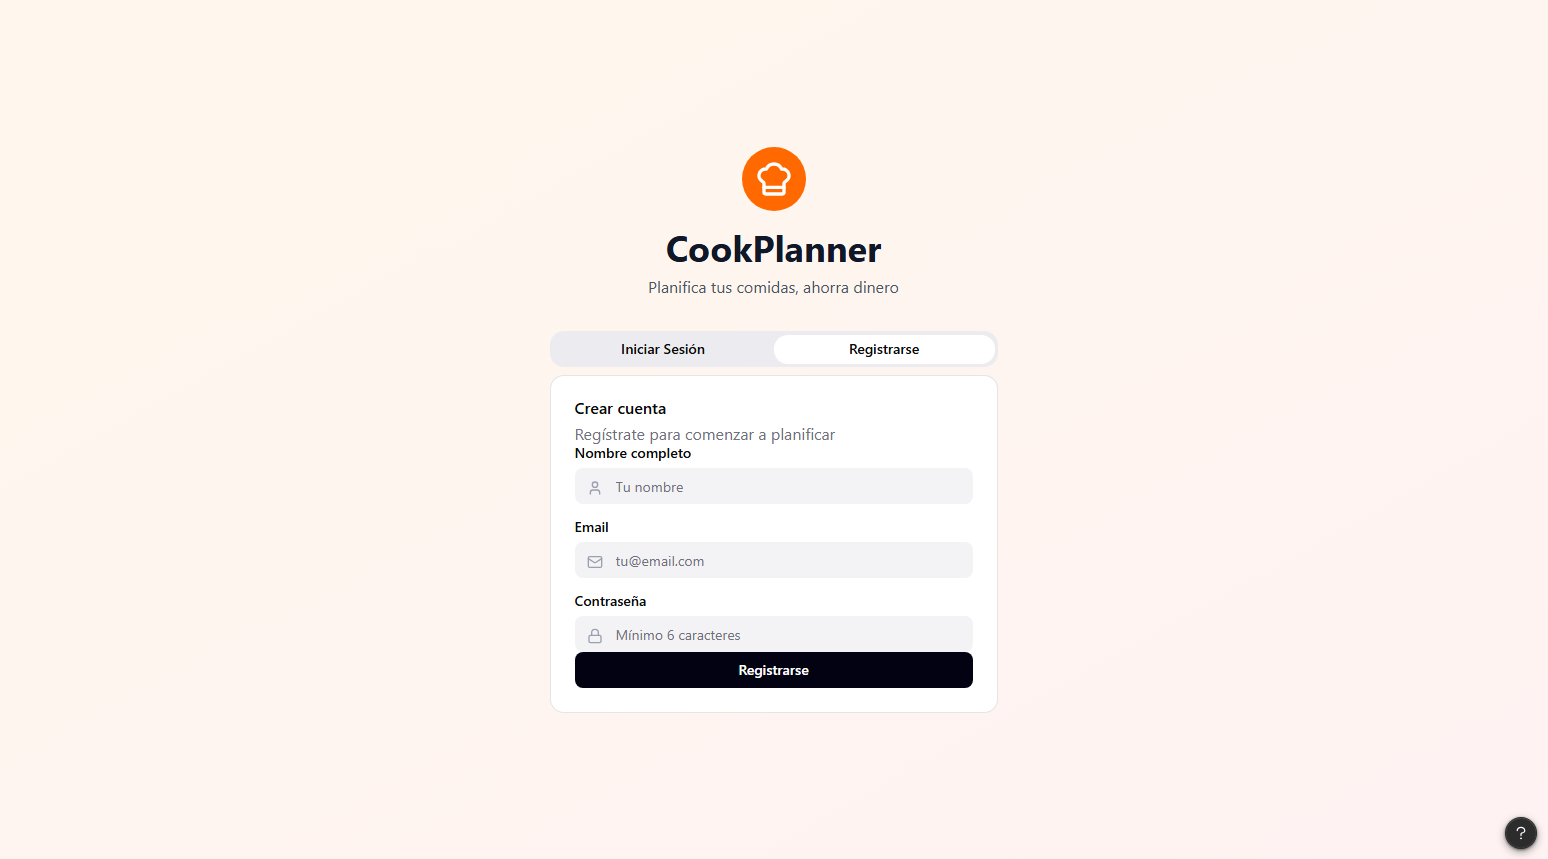 CookPlanner
Planifica tus comidas, ahorra dinero
Iniciar Sesión
Registrarse
Crear cuenta
Regístrate para comenzar a planificar
Nombre completo
Tu nombre
Email
tu@email.com
Contraseña
Mínimo 6 caracteres
Registrarse
?